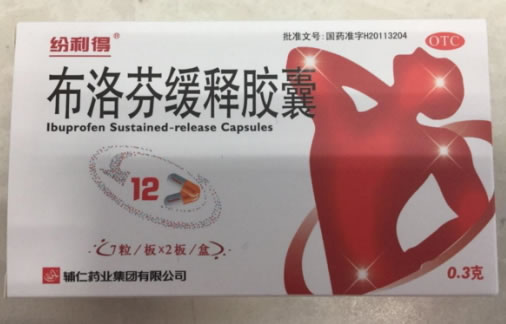 纷利得®
批准文号：国药准字H20113204
OTC
布洛芬缓释胶囊
Ibuprofen Sustained-release Capsules
12
7粒/板×2板/盒
辅仁药业集团有限公司
0.3克